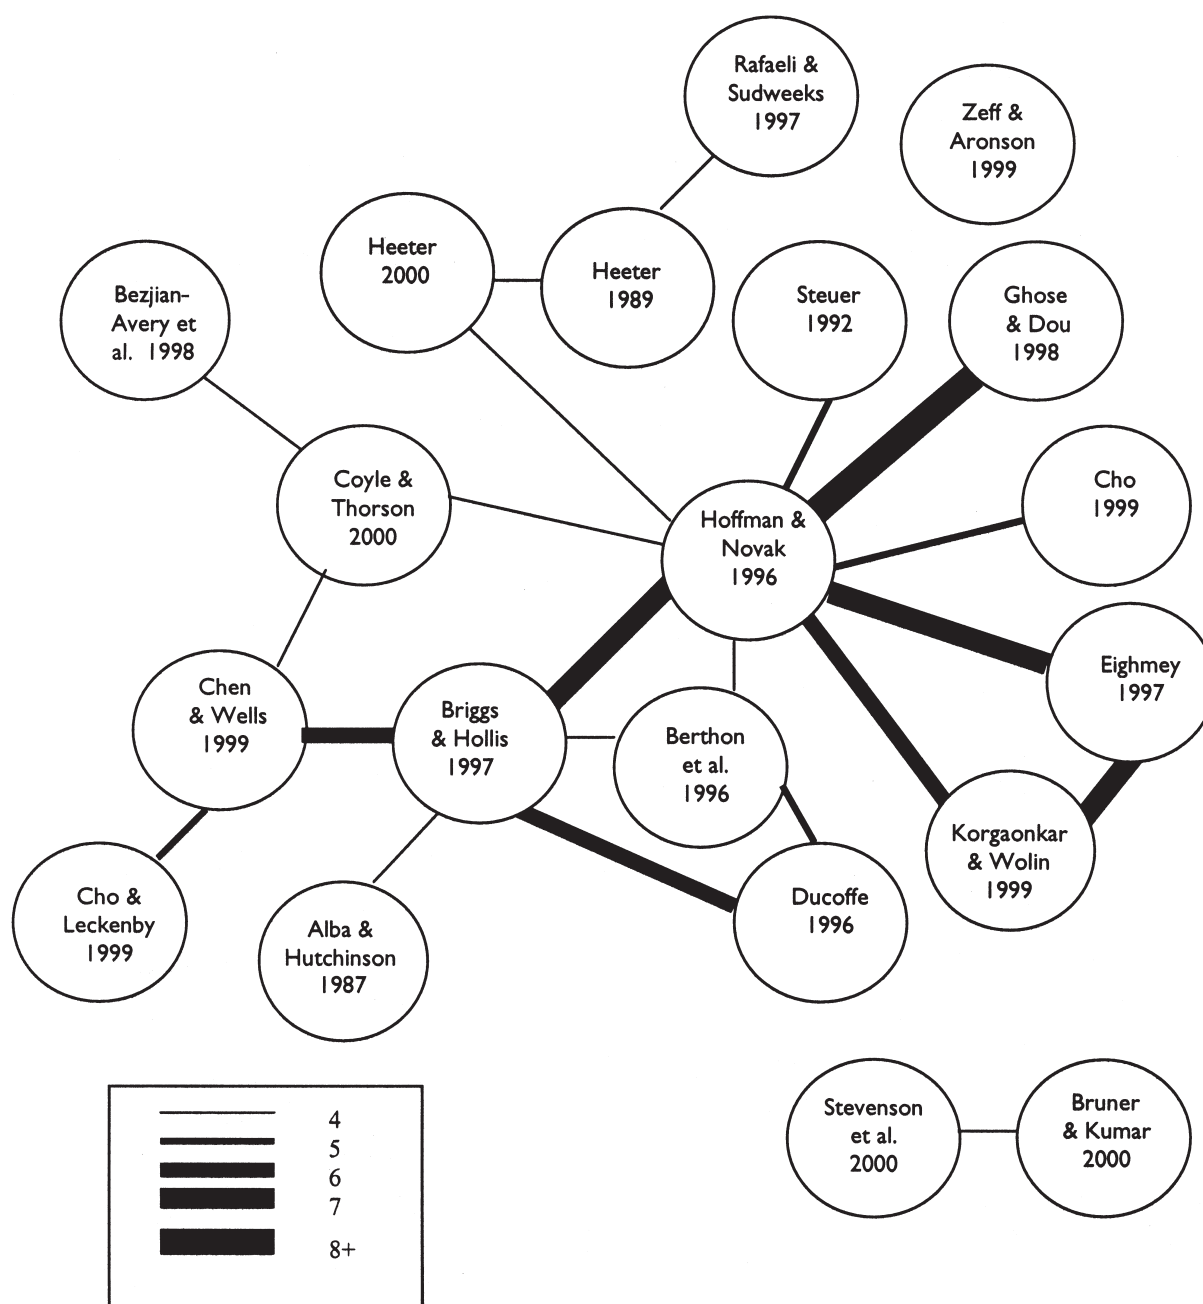 Rafaeli &
Sudweeks
1997
Zeff &
Aronson
1999
Heeter
2000
Heeter
1989
Bezjian-
Avery et
al. 1998
Steuer
1992
Ghose
& Dou
1998
Coyle &
Thorson
2000
Hoffman &
Novak
1996
Cho
1999
Eighmey
1997
Chen
& Wells
1999
Briggs
& Hollis
1997
Berthon
et al.
1996
Korgaonkar
& Wolin
1999
Cho &
Leckenby
1999
Alba &
Hutchinson
1987
Ducoffe
1996
Stevenson
et al.
2000
Bruner
& Kumar
2000
4
5
6
7
8+